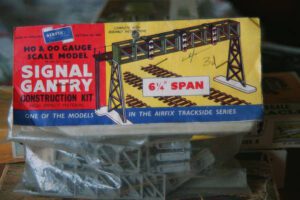 AIRFIX
HO & OO GAUGE
SCALE MODEL
SIGNAL
GANTRY
CONSTRUCTION KIT
6¼" SPAN
ONE OF THE MODELS IN THE AIRFIX TRACKSIDE SERIES